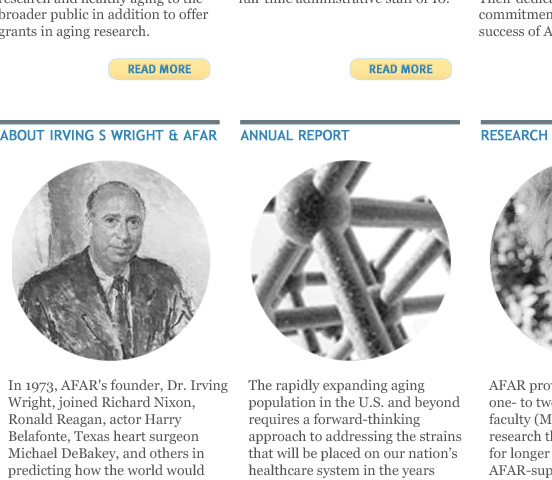 research and healthy aging to the
broader public in addition to offer
grants in aging research.
READ MORE
full-time administrative staff of 10.
READ MORE
Their
commitmen
success of A
ABOUT IRVING S WRIGHT & AFAR
In 1973, AFAR's founder, Dr. Irving
Wright, joined Richard Nixon,
Ronald Reagan, actor Harry
Belafonte, Texas heart surgeon
Michael DeBakey, and others in
predicting how the world would
ANNUAL REPORT
The rapidly expanding aging
population in the U.S. and beyond
requires a forward-thinking
approach to addressing the strains
that will be placed on our nation's
healthcare system in the years
RESEARCH
AFAR prov
one- to tw
faculty (M
research th
for longer
AFAR-sup